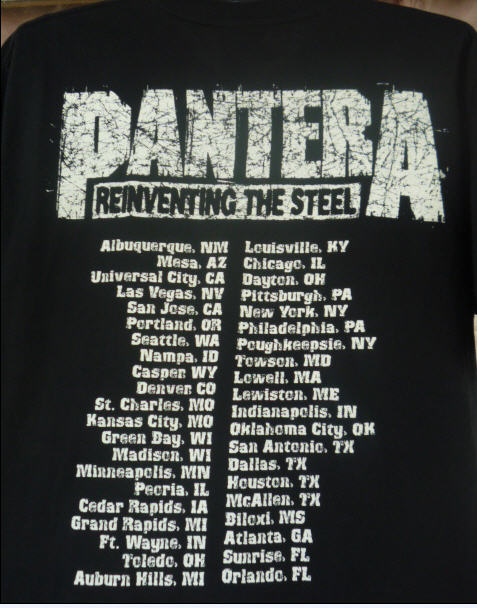 PANTERA
REINVENTING THE STEEL
Albuquerque, NM Louisville, KY
Mesa, AZ Chicago, IL
Universal City, CA Dayton, OH
Las Vegas, NV Pittsburgh, PA
San Jose, CA New York, NY
Portland, OR Philadelphia, PA
Seattle, WA Poughkeepsie, NY
Nampa, ID Towson, MD
Casper WY Lowell, MA
Denver CO Lewiston, ME
St. Charles, MO Indianapolis, IN
Kansas City, MO Oklahoma City, OK
Green Bay, WI San Antonio, TX
Madison, WI Dallas, TX
Minneapolis, MN Houston, TX
Peoria, IL McAllen, TX
Cedar Rapids, IA Biloxi, MS
Grand Rapids, MI Atlanta, GA
Ft. Wayne, IN Sunrise, FL
Toledo, OH Orlando, FL
Auburn Hills, MI